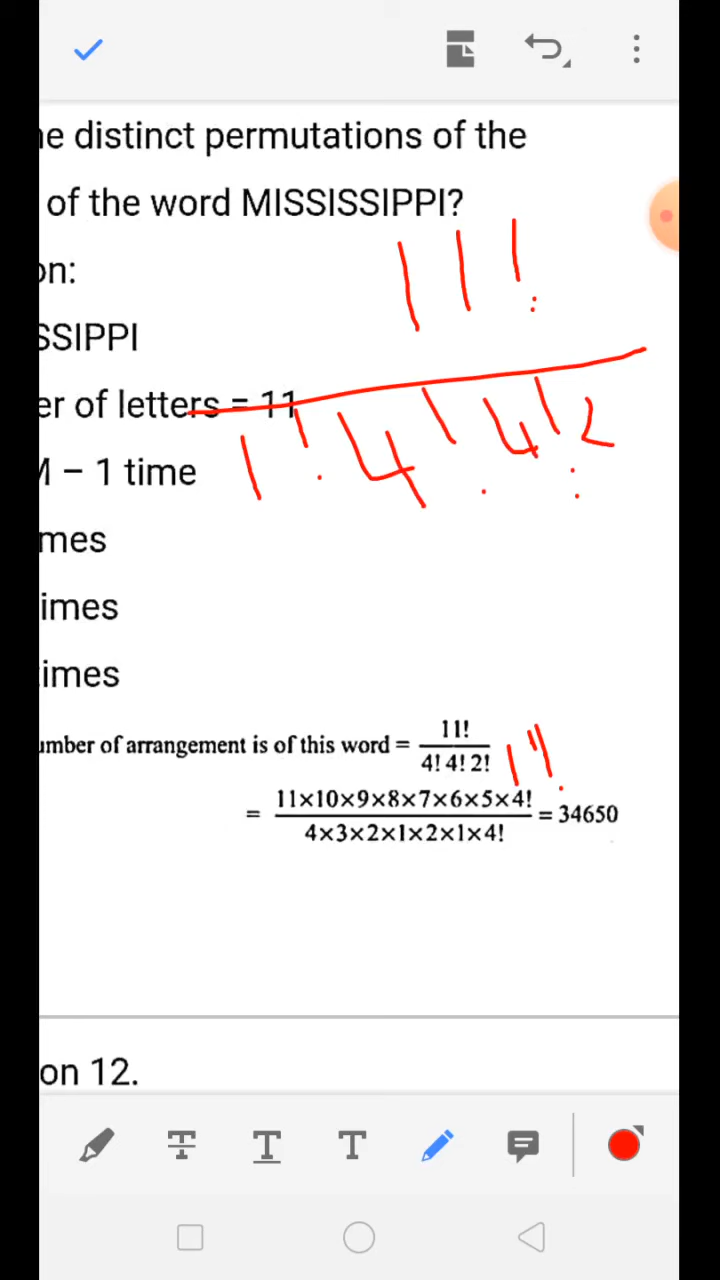 e distinct permutations of the
of the word MISSISSIPPI?
on:
11!
SSIPPI
er of letters = 11
1! 4! 4! 2
M – 1 time
mes
imes
times
umber of arrangement is of this word = 11! / 4! 4! 2! 1!
= 11×10×9×8×7×6×5×4! / 4×3×2×1×2×1×4! = 34650
on 12.
T T T